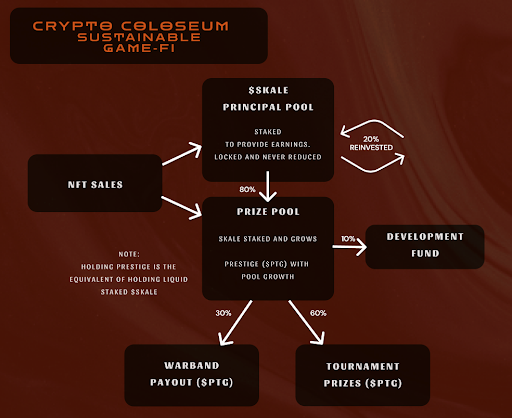 CRYPTO COLOSEUM
SUSTAINABLE
GAME-FI
$SKALE
PRINCIPAL POOL
STAKED
TO PROVIDE EARNINGS.
LOCKED AND NEVER REDUCED
20%
REINVESTED
NFT SALES
80%
PRIZE POOL
SKALE STAKED AND GROWS
PRESTIGE ($PTG) WITH
POOL GROWTH
10%
DEVELOPMENT
FUND
NOTE:
HOLDING PRESTIGE IS THE
EQUIVALENT OF HOLDING LIQUID
STAKED $SKALE
30%
60%
WARBAND
PAYOUT ($PTG)
TOURNAMENT
PRIZES ($PTG)